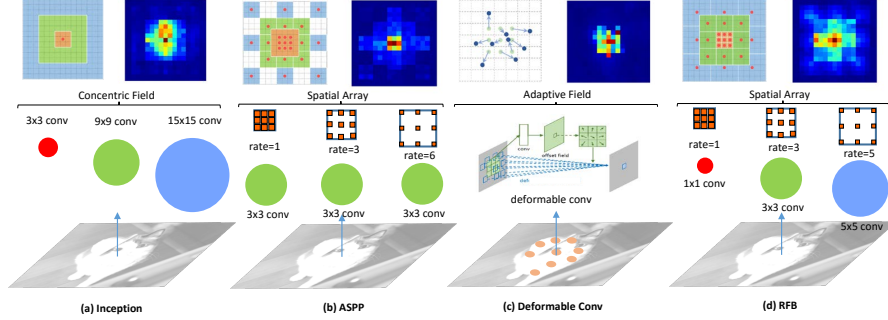 Concentric Field
3x3 conv
9x9 conv
15x15 conv
(a) Inception
Spatial Array
rate=1
rate=3
rate=6
3x3 conv
3x3 conv
3x3 conv
(b) ASPP
Adaptive Field
conv
offset field
deformable conv
(c) Deformable Conv
Spatial Array
rate=1
rate=3
rate=5
1x1 conv
3x3 conv
5x5 conv
(d) RFB